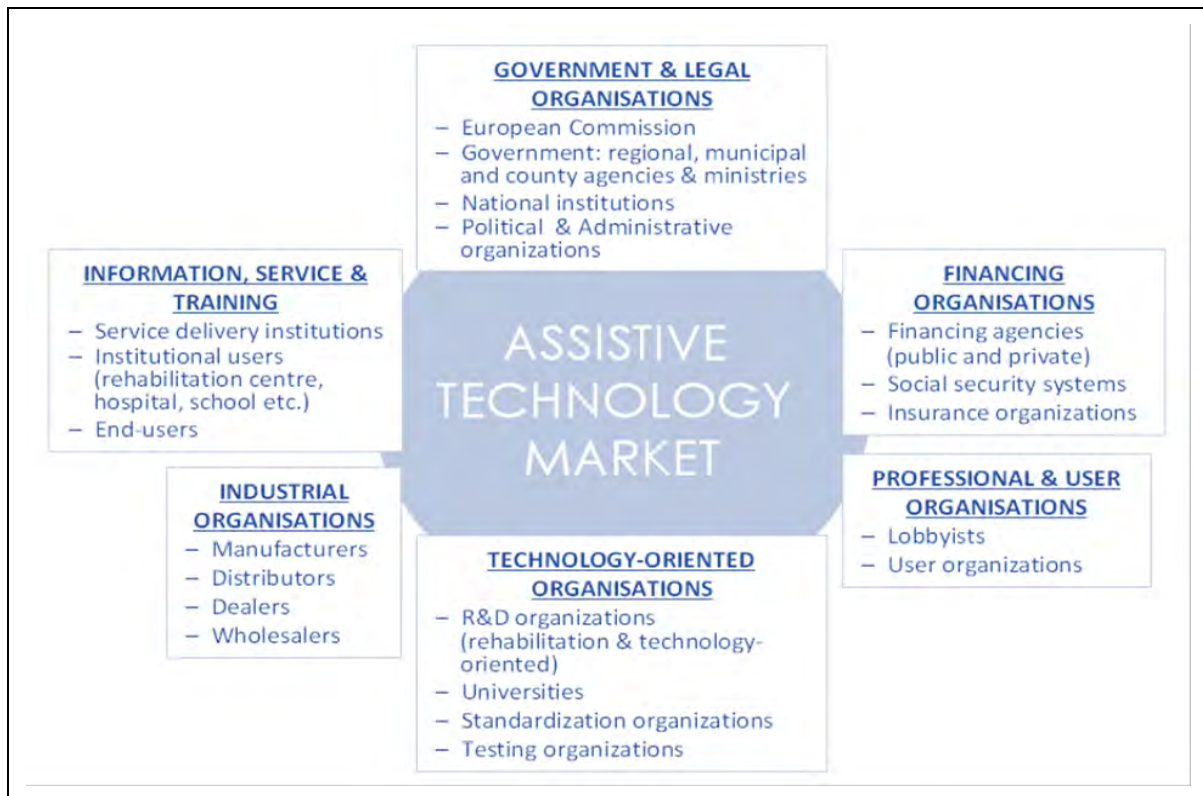 GOVERNMENT & LEGAL
ORGANISATIONS
– European Commission
– Government: regional, municipal
and county agencies & ministries
– National institutions
– Political & Administrative
organizations
INFORMATION, SERVICE &
TRAINING
– Service delivery institutions
– Institutional users
(rehabilitation centre,
hospital, school etc.)
– End-users
ASSISTIVE
TECHNOLOGY
MARKET
FINANCING
ORGANISATIONS
– Financing agencies
(public and private)
– Social security systems
– Insurance organizations
INDUSTRIAL
ORGANISATIONS
– Manufacturers
– Distributors
– Dealers
– Wholesalers
TECHNOLOGY-ORIENTED
ORGANISATIONS
– R&D organizations
(rehabilitation & technology-
oriented)
– Universities
– Standardization organizations
– Testing organizations
PROFESSIONAL & USER
ORGANISATIONS
– Lobbyists
– User organizations